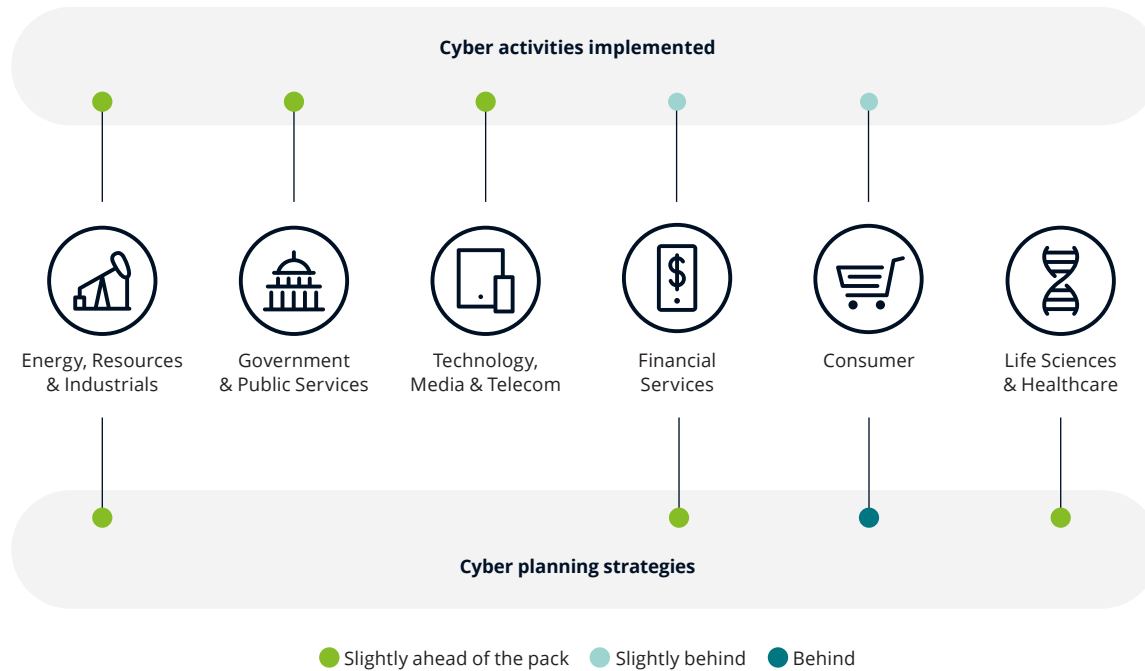 Cyber activities implemented
$
Energy, Resources
& Industrials
Government
& Public Services
Technology,
Media & Telecom
Financial
Services
Consumer
Life Sciences
& Healthcare
Cyber planning strategies
Slightly ahead of the pack
Slightly behind
Behind